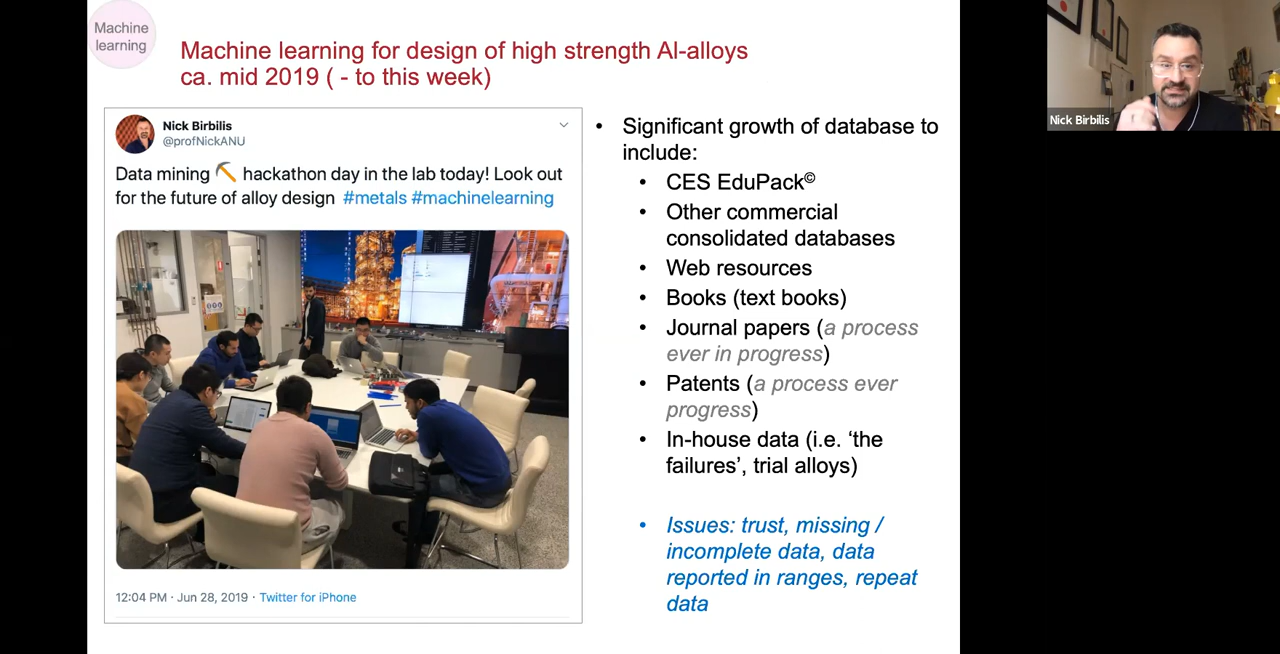 Machine
learning
Machine learning for design of high strength Al-alloys
ca. mid 2019 ( - to this week)
Nick Birbilis
@profNickANU
Data mining ⛏ hackathon day in the lab today! Look out
for the future of alloy design #metals #machinelearning
12:04 PM · Jun 28, 2019 · Twitter for iPhone
• Significant growth of database to
include:
• CES EduPack©
• Other commercial
consolidated databases
• Web resources
• Books (text books)
• Journal papers (a process
ever in progress)
• Patents (a process ever
progress)
• In-house data (i.e. ‘the
failures’, trial alloys)
• Issues: trust, missing /
incomplete data, data
reported in ranges, repeat
data
Nick Birbilis